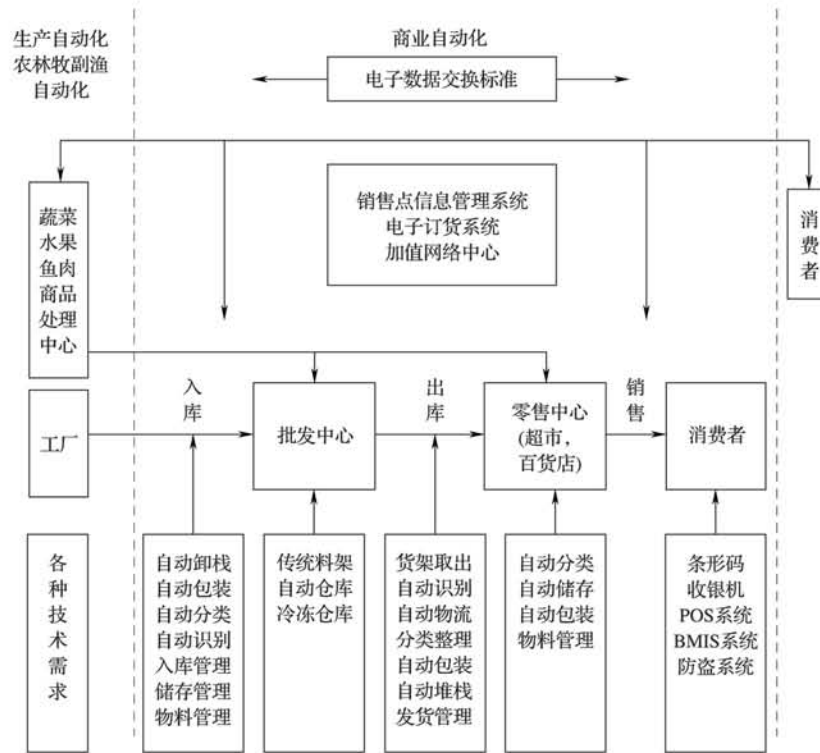 生产自动化
农林牧副渔
自动化
商业自动化
电子数据交换标准
销售点信息管理系统
电子订货系统
加值网络中心
蔬菜
水果
鱼肉
商品
处理
中心
消
费
者
入
库
出
库
销
售
工厂
批发中心
零售中心
(超市，
百货店)
消费者
各
种
技
术
需
求
自动卸栈
自动包装
自动分类
自动识别
入库管理
储存管理
物料管理
传统料架
自动仓库
冷冻仓库
货架取出
自动识别
自动物流
分类整理
自动包装
自动堆栈
发货管理
自动分类
自动储存
自动包装
物料管理
条形码
收银机
POS系统
BMIS系统
防盗系统